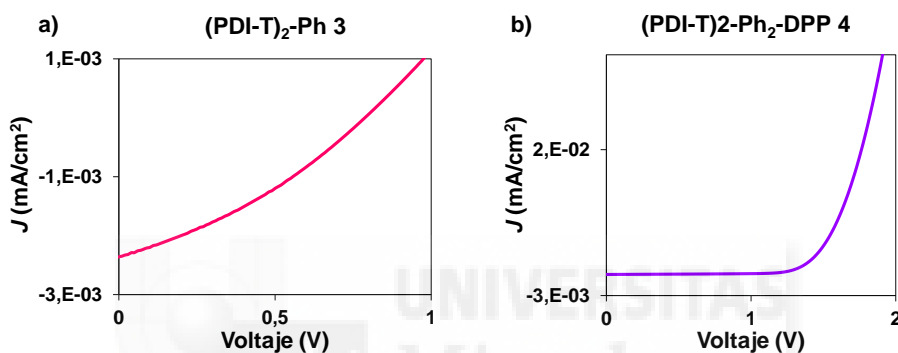 a)
(PDI-T)₂-Ph 3
1,E-03
-1,E-03
-3,E-03
J (mA/cm²)
0
0,5
1
Voltaje (V)
b)
(PDI-T)2-Ph₂-DPP 4
2,E-02
-3,E-03
J (mA/cm²)
0
1
2
Voltaje (V)
UNIVERSITAS